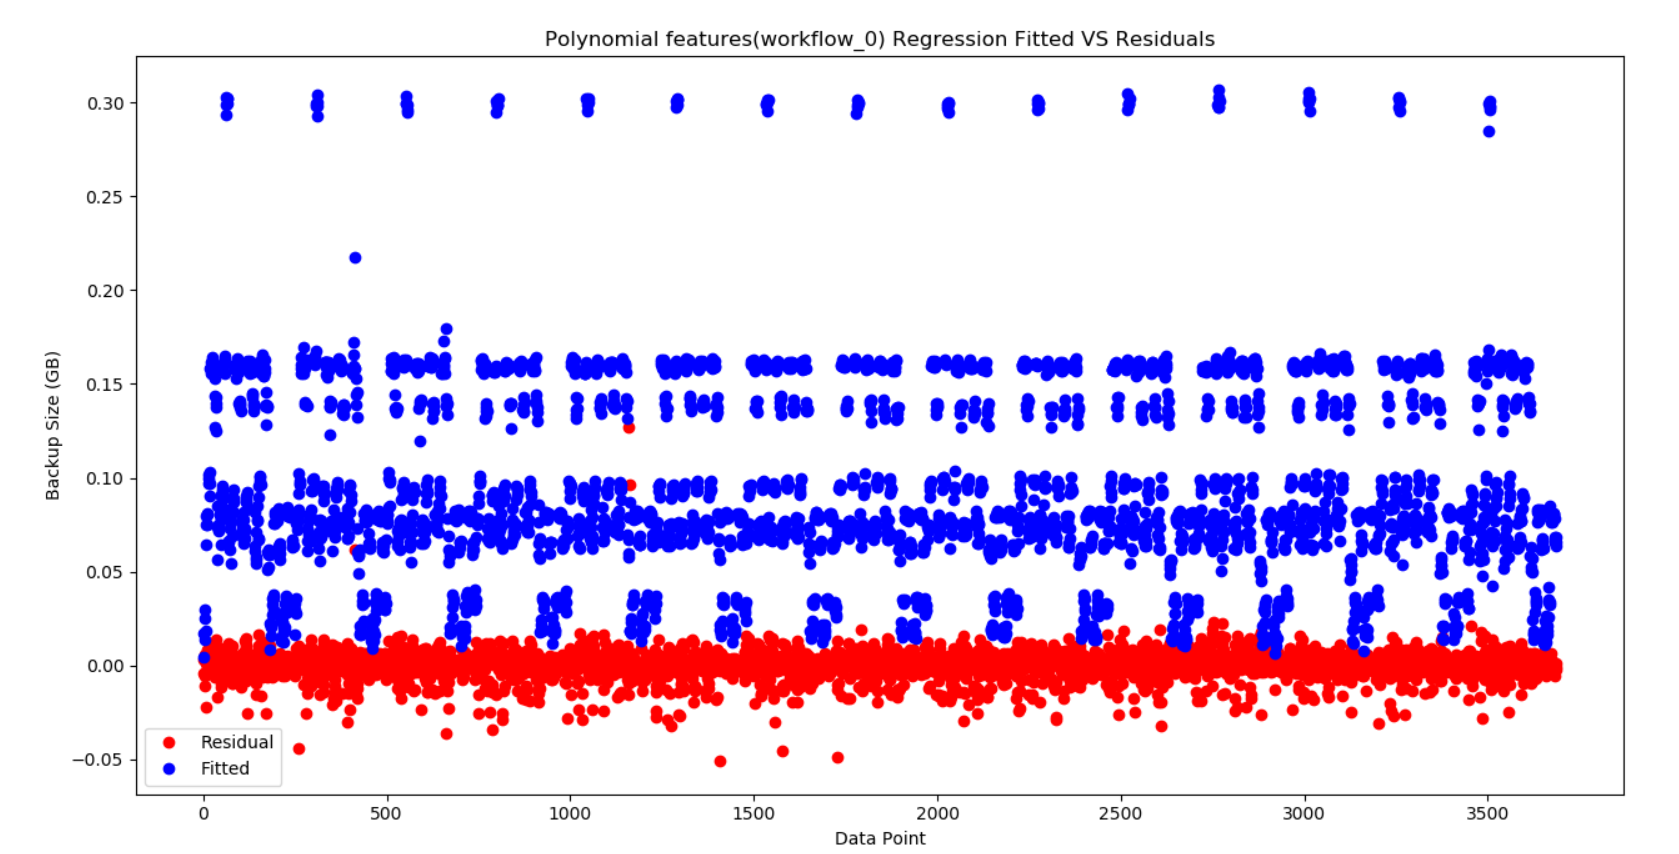 Polynomial features(workflow_0) Regression Fitted VS Residuals
0.30
0.25
0.20
0.15
0.10
0.05
0.00
−0.05
Backup Size (GB)
Residual
Fitted
0 500 1000 1500 2000 2500 3000 3500
Data Point